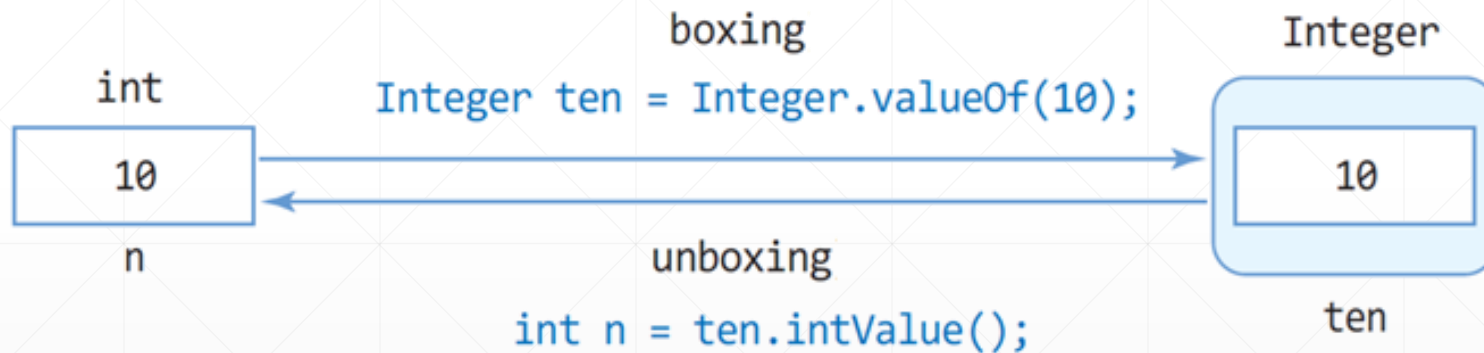 boxing
Integer
int
Integer ten = Integer.valueOf(10);
10
10
n
unboxing
ten
int n = ten.intValue();